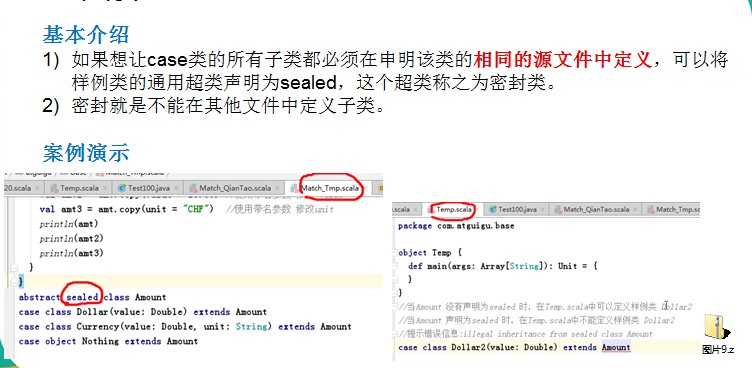 基本介绍
1) 如果想让case类的所有子类都必须在申明该类的相同的源文件中定义，可以将
样例类的通用超类声明为sealed，这个超类称之为密封类。
2) 密封就是不能在其他文件中定义子类。
案例演示
20.scala Temp.scala Test100.java Match_QianTao.scala Match_Tmp.scala
val amt3 = amt.copy(unit = "CHF") //使用带名参数 修改unit
println(amt)
println(amt2)
println(amt3)
}
}
abstract sealed class Amount
case class Dollar(value: Double) extends Amount
case class Currency(value: Double, unit: String) extends Amount
case object Nothing extends Amount
.scala Temp.scala Test100.java Match_QianTao.scala Match_Tmp.sc
package com.atguigu.base
object Temp {
def main(args: Array[String]): Unit = {
}
}
//当Amount 没有声明为sealed 时，在Temp.scala中可以定义样例类 Dollar2
//当Amount 声明为sealed 时，在Temp.scala中不能定义样例类 Dollar2
//提示错误信息:illegal inheritance from sealed class Amount
case class Dollar2(value: Double) extends Amount
图片9.z